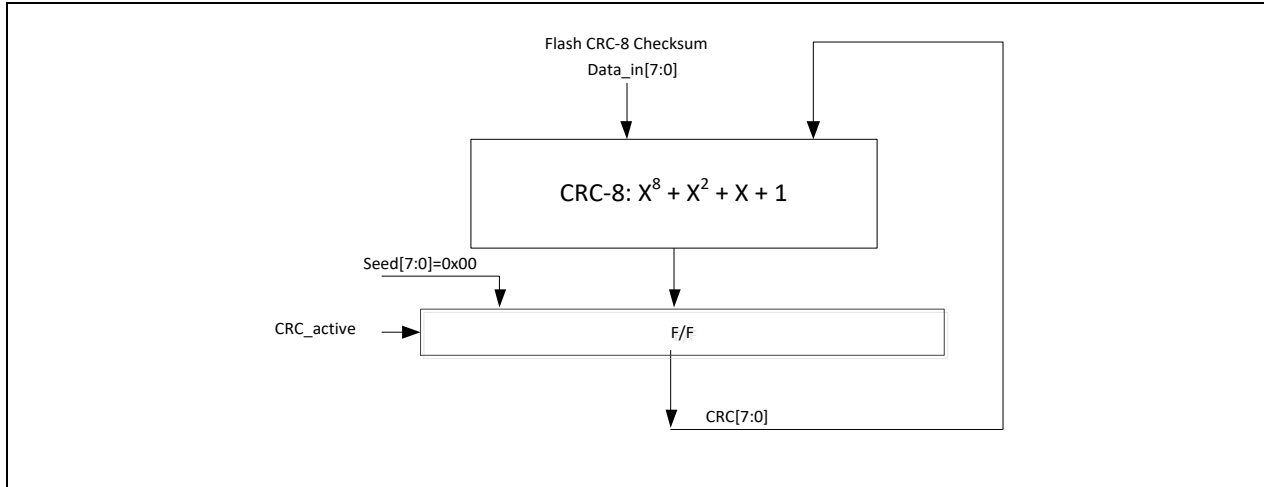 Flash CRC-8 Checksum
Data_in[7:0]
CRC-8: X⁸ + X² + X + 1
Seed[7:0]=0x00
CRC_active
F/F
CRC[7:0]